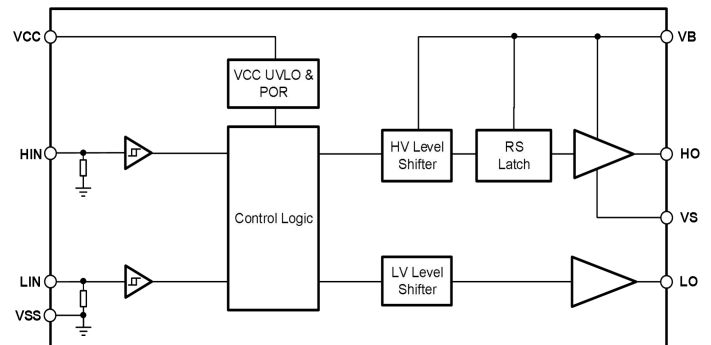 VCC
VB
VCC UVLO &
POR
HIN
HV Level
Shifter
RS
Latch
HO
Control Logic
VS
LIN
LV Level
Shifter
LO
VSS